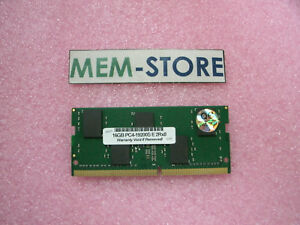 MEM-STORE
16GB PC4-19200S E 2Rx8
Warranty Void If Removed